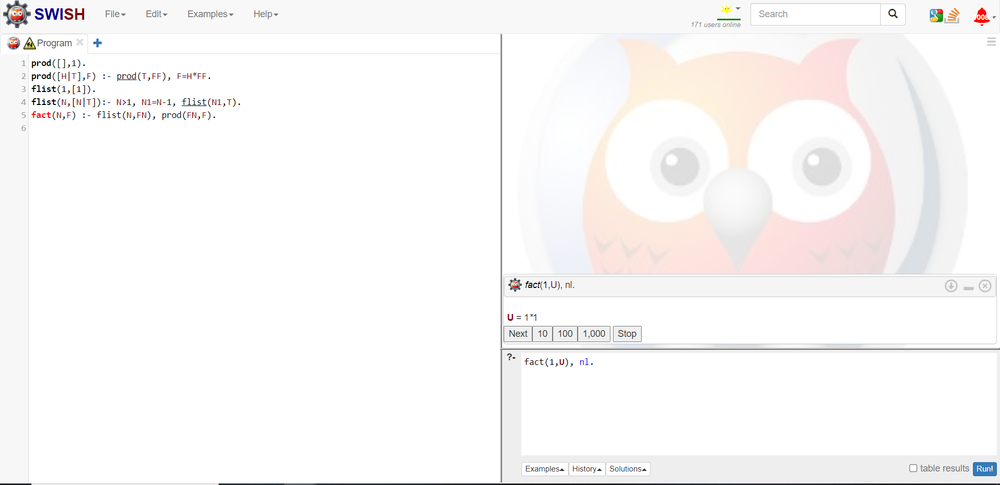 SWISH File Edit Examples Help
171 users online
Search
008
Program
1 prod([],1).
2 prod([H|T],F) :- prod(T,FF), F=H*FF.
3 flist(1,[1]).
4 flist(N,[N|T]):- N>1, N1=N-1, flist(N1,T).
5 fact(N,F) :- flist(N,FN), prod(FN,F).
6
fact(1,U), nl.
U = 1*1
Next 10 100 1,000 Stop
?- fact(1,U), nl.
Examples History Solutions
table results Run!